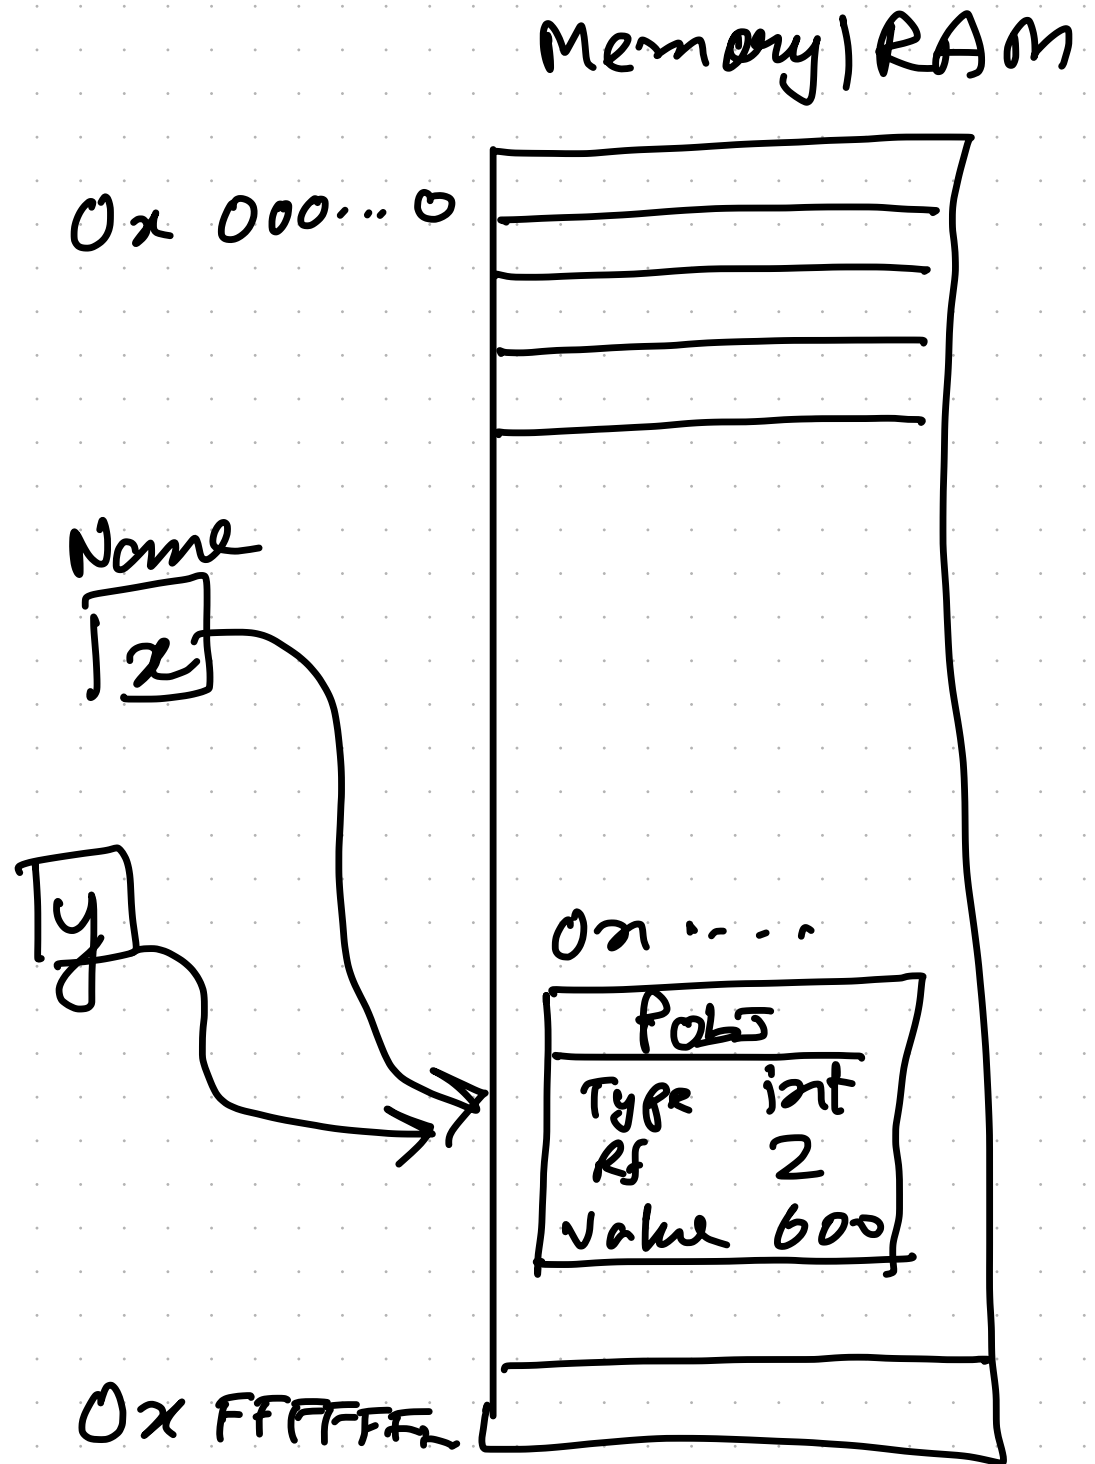 Memory | RAM
0x 000... 0
Name
x
y
0x .....
PObj
Type int
Rf 2
Value 600
0x FFFFFF